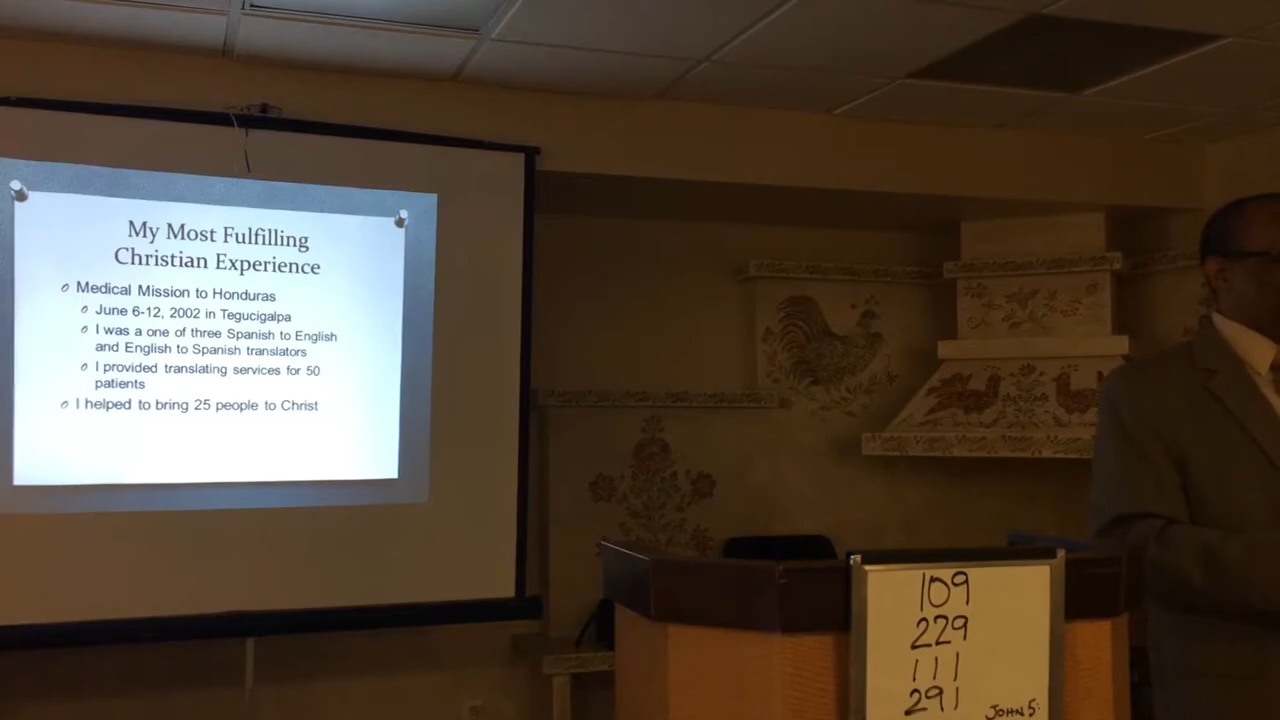 My Most Fulfilling
Christian Experience
Medical Mission to Honduras
June 6-12, 2002 in Tegucigalpa
I was a one of three Spanish to English
and English to Spanish translators
I provided translating services for 50
patients
I helped to bring 25 people to Christ
109
229
111
291
JOHN 5: